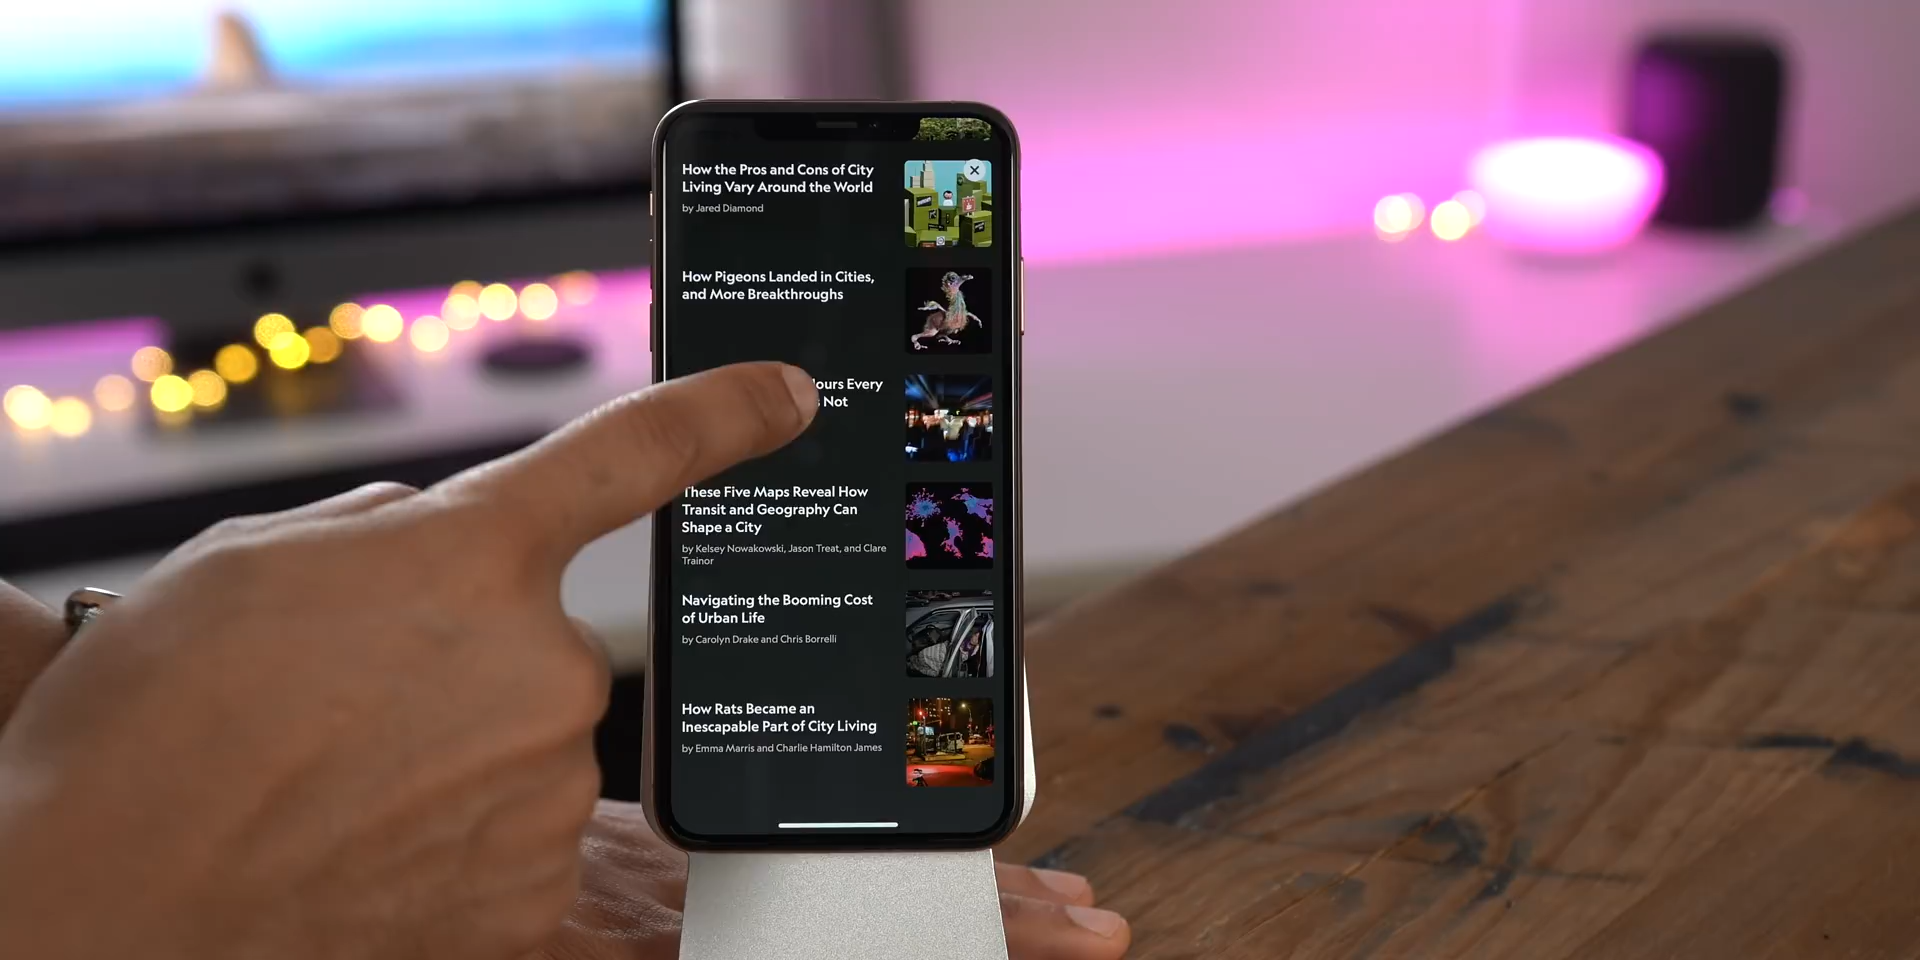 How the Pros and Cons of City
Living Vary Around the World
by Jared Diamond
How Pigeons Landed in Cities,
and More Breakthroughs
Every
Not
These Five Maps Reveal How
Transit and Geography Can
Shape a City
by Kelsey Nowakowski, Jason Treat, and Clare
Trainor
Navigating the Booming Cost
of Urban Life
by Carolyn Drake and Chris Borrelli
How Rats Became an
Inescapable Part of City Living
by Emma Marris and Charlie Hamilton James